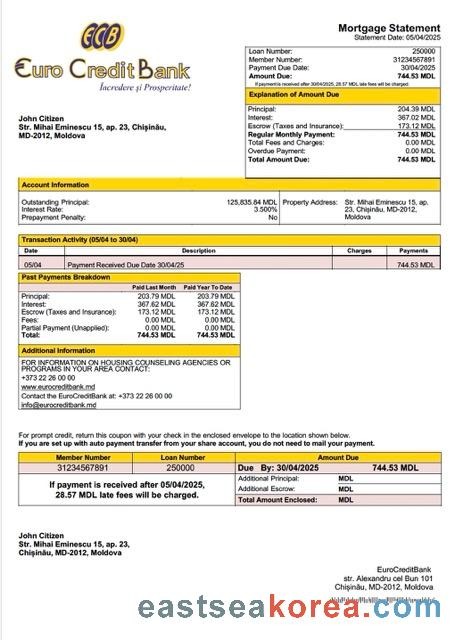 ECB
Euro Credit Bank
Încredere și Prosperitate!
Mortgage Statement
Statement Date: 05/04/2025
Loan Number: 250000
Member Number: 31234567891
Payment Due Date: 30/04/2025
Amount Due: 744.53 MDL
If payment is received after 30/04/2025, 28.57 MDL late fees will be charged.
Explanation of Amount Due
Principal: 204.39 MDL
Interest: 367.02 MDL
Escrow (Taxes and Insurance): 173.12 MDL
Regular Monthly Payment: 744.53 MDL
Total Fees and Charges: 0.00 MDL
Overdue Payment: 0.00 MDL
Total Amount Due: 744.53 MDL
John Citizen
Str. Mihai Eminescu 15, ap. 23, Chișinău,
MD-2012, Moldova
Account Information
Outstanding Principal: 125,835.84 MDL
Interest Rate: 3.500%
Prepayment Penalty: No
Property Address: Str. Mihai Eminescu 15, ap.
23, Chișinău, MD-2012,
Moldova
Transaction Activity (05/04 to 30/04)
Date Description Charges Payments
05/04 Payment Received Due Date 30/04/25 744.53 MDL
Past Payments Breakdown
Paid Last Month Paid Year To Date
Principal: 203.79 MDL 203.79 MDL
Interest: 367.62 MDL 367.62 MDL
Escrow (Taxes and Insurance): 173.12 MDL 173.12 MDL
Fees: 0.00 MDL 0.00 MDL
Partial Payment (Unapplied): 0.00 MDL 0.00 MDL
Total: 744.53 MDL 744.53 MDL
Additional Information
FOR INFORMATION ON HOUSING COUNSELING AGENCIES OR
PROGRAMS IN YOUR AREA CONTACT:
+373 22 26 00 00
www.eurocreditbank.md
Contact the EuroCreditBank at: +373 22 26 00 00
info@eurocreditbank.md
For prompt credit, return this coupon with your check in the enclosed envelope to the location shown below.
If you are set up with auto payment transfer from your share account, you do not need to mail your payment.
Member Number Loan Number Amount Due
31234567891 250000 Due By: 30/04/2025 744.53 MDL
If payment is received after 05/04/2025,
28.57 MDL late fees will be charged.
Additional Principal: MDL
Additional Escrow: MDL
Total Amount Enclosed: MDL
John Citizen
Str. Mihai Eminescu 15, ap. 23,
Chișinău, MD-2012, Moldova
EuroCreditBank
str. Alexandru cel Bun 101
Chișinău, MD-2012, Moldova
eastseakorea.com